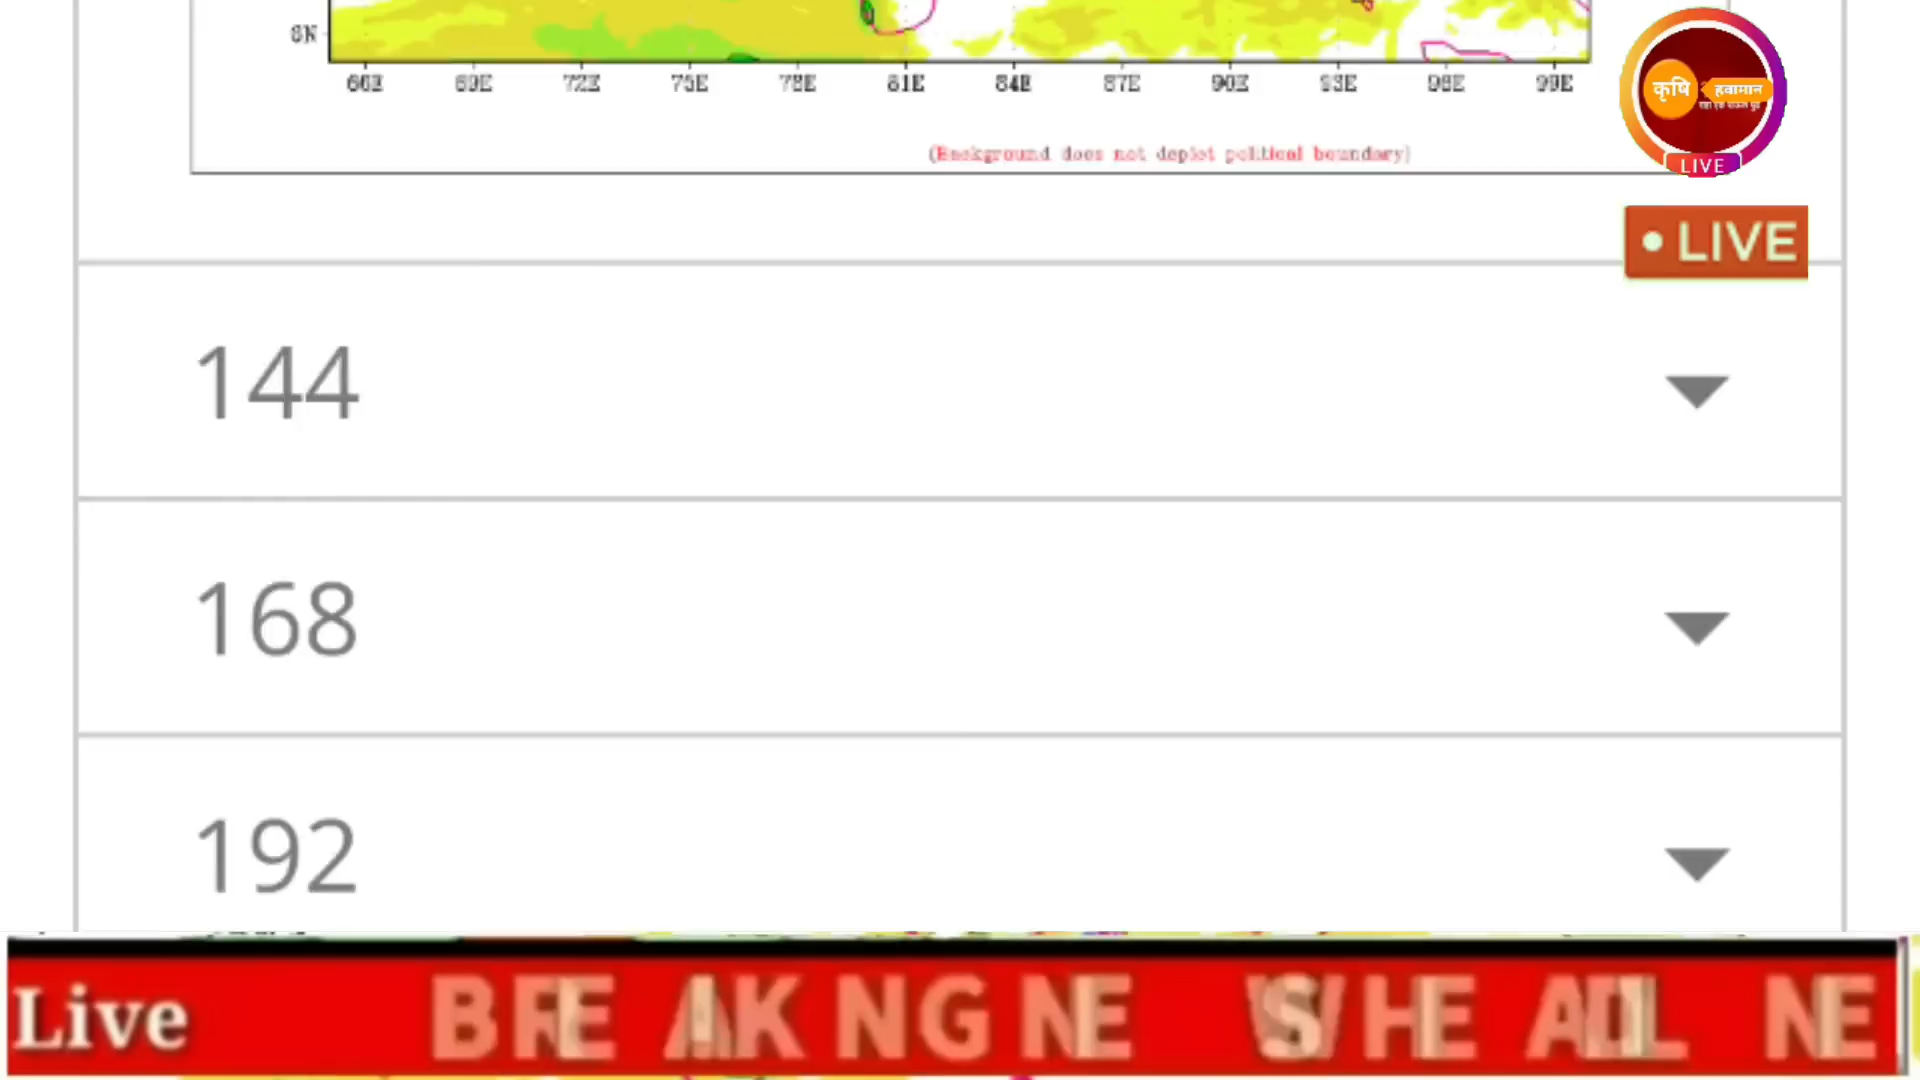 8N
66E 69E 72E 75E 78E 81E 84E 87E 90E 93E 96E 99E
(Background does not depict political boundary)
कृषि हवामान
LIVE
• LIVE
144
168
192
Live